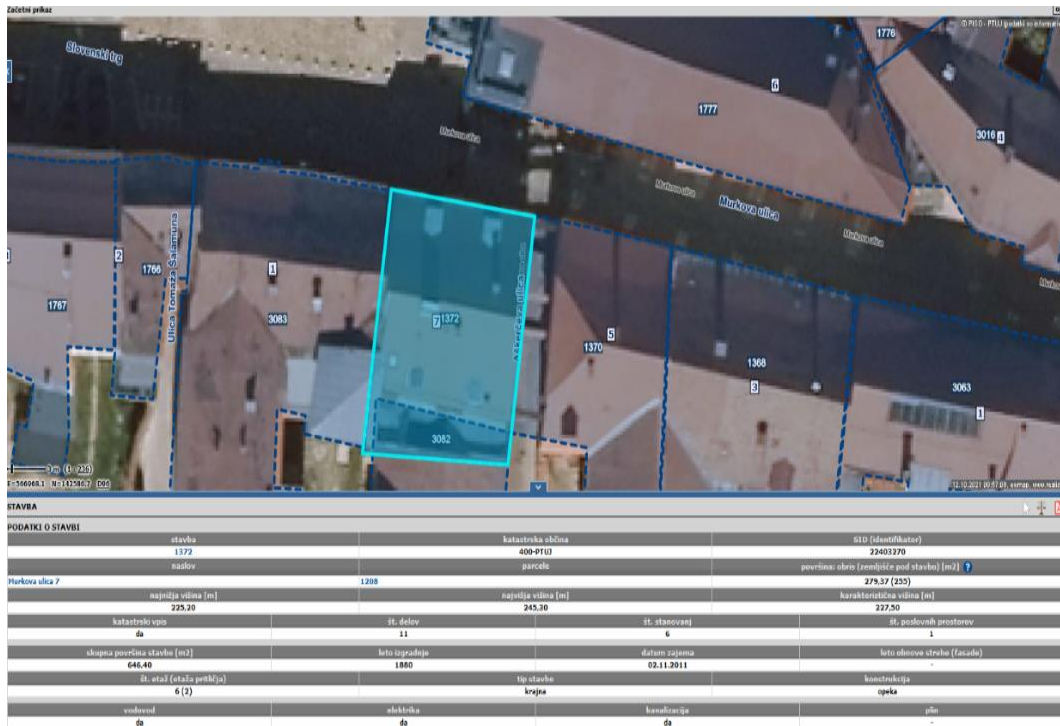 Začetni prikaz
Slovenski trg
1776
6
1777
3016 4
Murkova ulica
Murkova ulica
Murkova ulica
Murkova ulica
2
1766
Ulica Tomaža Šalamuna
1
1767
3083
7 1372
Aškerčeva ulica
5
1370
1368
3
3063
1
3082
STAVBA
PODATKI O STAVBI
stavba katastrska občina SID (identifikator)
1372 400-PTUJ 22403270
naslov parcele površina: obris (zemljišče pod stavbo) [m2] ?
Murkova ulica 7 1208 279,37 (255)
najnižja višina [m] najvišja višina [m] karakteristična višina [m]
225,20 245,30 227,50
katastrski vpis št. delov št. stanovanj št. poslovnih prostorov
da 11 6 1
skupna površina stavbe [m2] leto izgradnje datum zajema leto obnove strehe (fasade)
646,40 1880 02.11.2011 -
št. etaž (etaža pritličja) tip stavbe konstrukcija
6 (2) krajna opeka
vodovod elektrika kanalizacija plin
da da da -